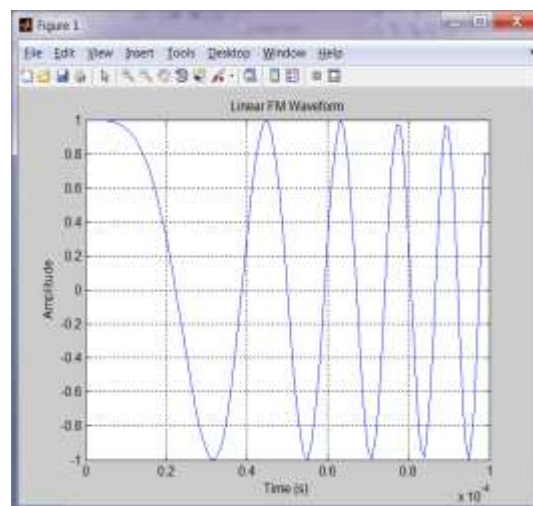 Figure 1
File Edit View Insert Tools Desktop Window Help
Linear FM Waveform
1
0.8
0.6
0.4
0.2
0
-0.2
-0.4
-0.6
-0.8
-1
Amplitude
0 0.2 0.4 0.6 0.8 1
Time (s)
x 10^-4